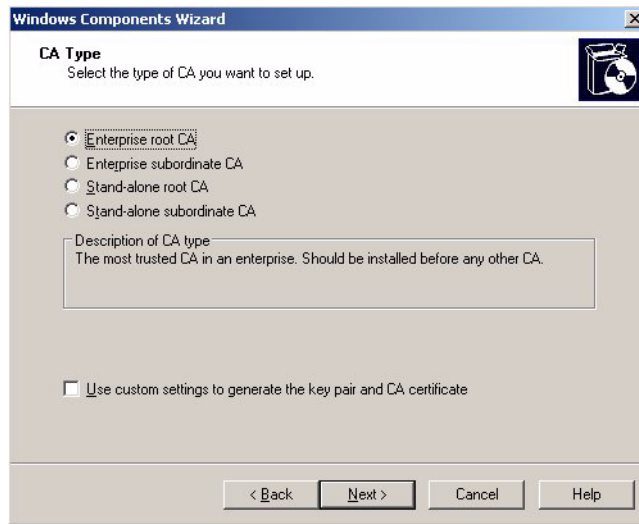 Windows Components Wizard
CA Type
Select the type of CA you want to set up.
Enterprise root CA
Enterprise subordinate CA
Stand-alone root CA
Stand-alone subordinate CA
Description of CA type
The most trusted CA in an enterprise. Should be installed before any other CA.
Use custom settings to generate the key pair and CA certificate
< Back Next > Cancel Help